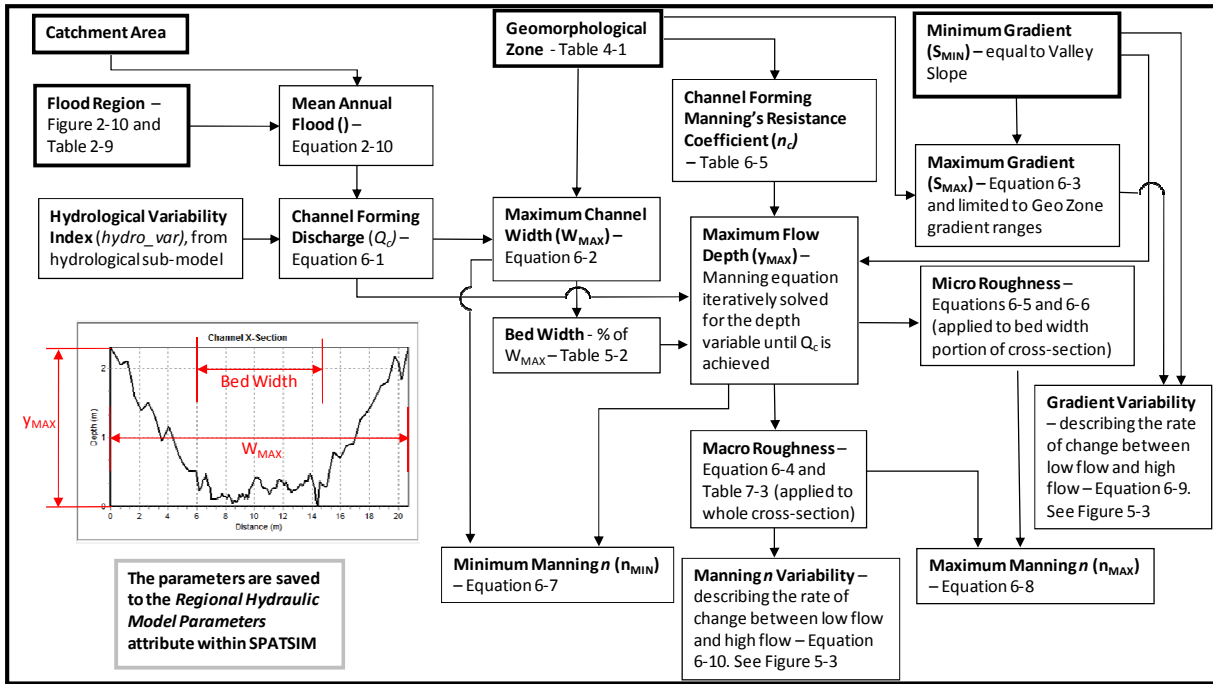 Catchment Area
Flood Region –
Figure 2-10 and
Table 2-9
Mean Annual
Flood () –
Equation 2-10
Hydrological Variability
Index (hydro_var), from
hydrological sub-model
Channel Forming
Discharge (Qc) –
Equation 6-1
Geomorphological
Zone - Table 4-1
Maximum Channel
Width (WMAX) –
Equation 6-2
Bed Width - % of
WMAX – Table 5-2
Channel Forming
Manning's Resistance
Coefficient (nc)
– Table 6-5
Maximum Flow
Depth (yMAX) –
Manning equation
iteratively solved
for the depth
variable until Qc is
achieved
Minimum Gradient
(SMIN) – equal to Valley
Slope
Maximum Gradient
(SMAX) – Equation 6-3
and limited to Geo Zone
gradient ranges
Micro Roughness –
Equations 6-5 and 6-6
(applied to bed width
portion of cross-section)
Gradient Variability
– describing the rate
of change between
low flow and high
flow – Equation 6-9.
See Figure 5-3
Macro Roughness –
Equation 6-4 and
Table 7-3 (applied to
whole cross-section)
Minimum Manning n (nMIN)
– Equation 6-7
Manning n Variability –
describing the rate of
change between low flow
and high flow – Equation
6-10. See Figure 5-3
Maximum Manning n (nMAX)
– Equation 6-8
Channel X-Section
Bed Width
yMAX
WMAX
Depth (m)
2
1
0
0 2 4 6 8 10 12 14 16 18 20
Distance (m)
The parameters are saved
to the Regional Hydraulic
Model Parameters
attribute within SPATSIM